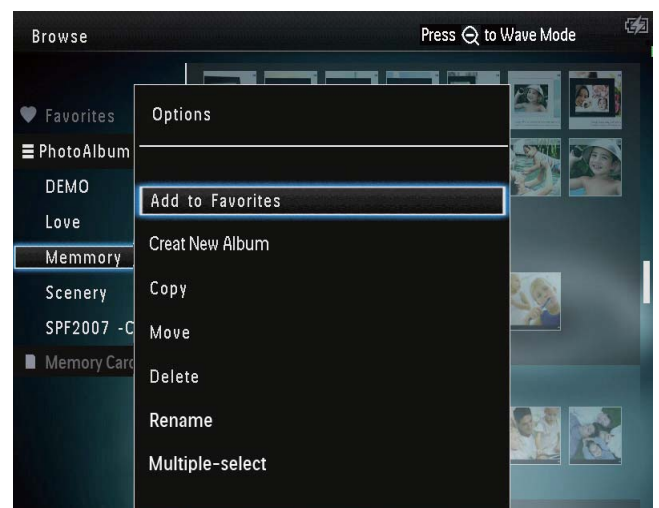 Browse
Press to Wave Mode
Favorites
PhotoAlbum
DEMO
Love
Memmory
Scenery
SPF2007 -C
Memory Card
Options
Add to Favorites
Creat New Album
Copy
Move
Delete
Rename
Multiple-select